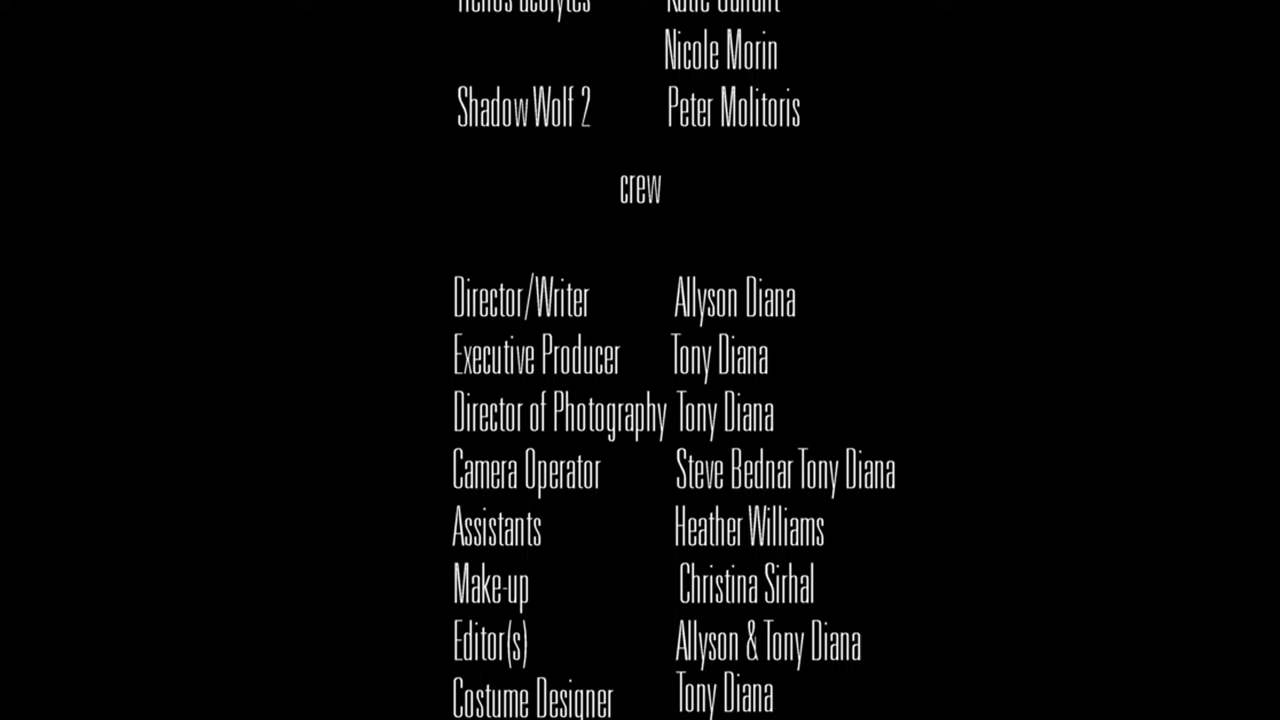 Nicole Morin
Shadow Wolf 2 Peter Molitoris
crew
Director/Writer Allyson Diana
Executive Producer Tony Diana
Director of Photography Tony Diana
Camera Operator Steve Bednar Tony Diana
Assistants Heather Williams
Make-up Christina Sirhal
Editor(s) Allyson & Tony Diana
Costume Designer Tony Diana